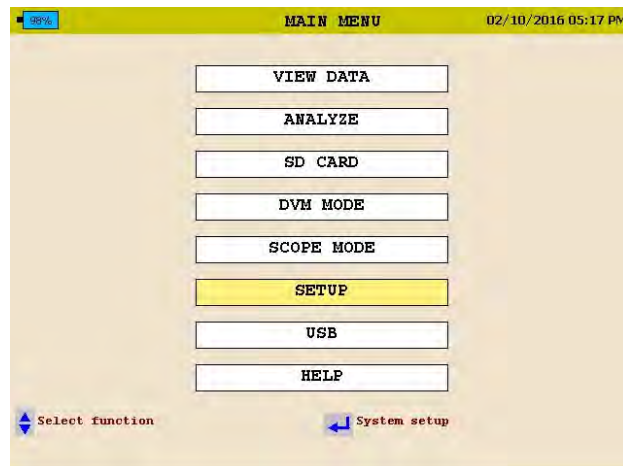 98% MAIN MENU 02/10/2016 05:17 PM
VIEW DATA
ANALYZE
SD CARD
DVM MODE
SCOPE MODE
SETUP
USB
HELP
Select function System setup